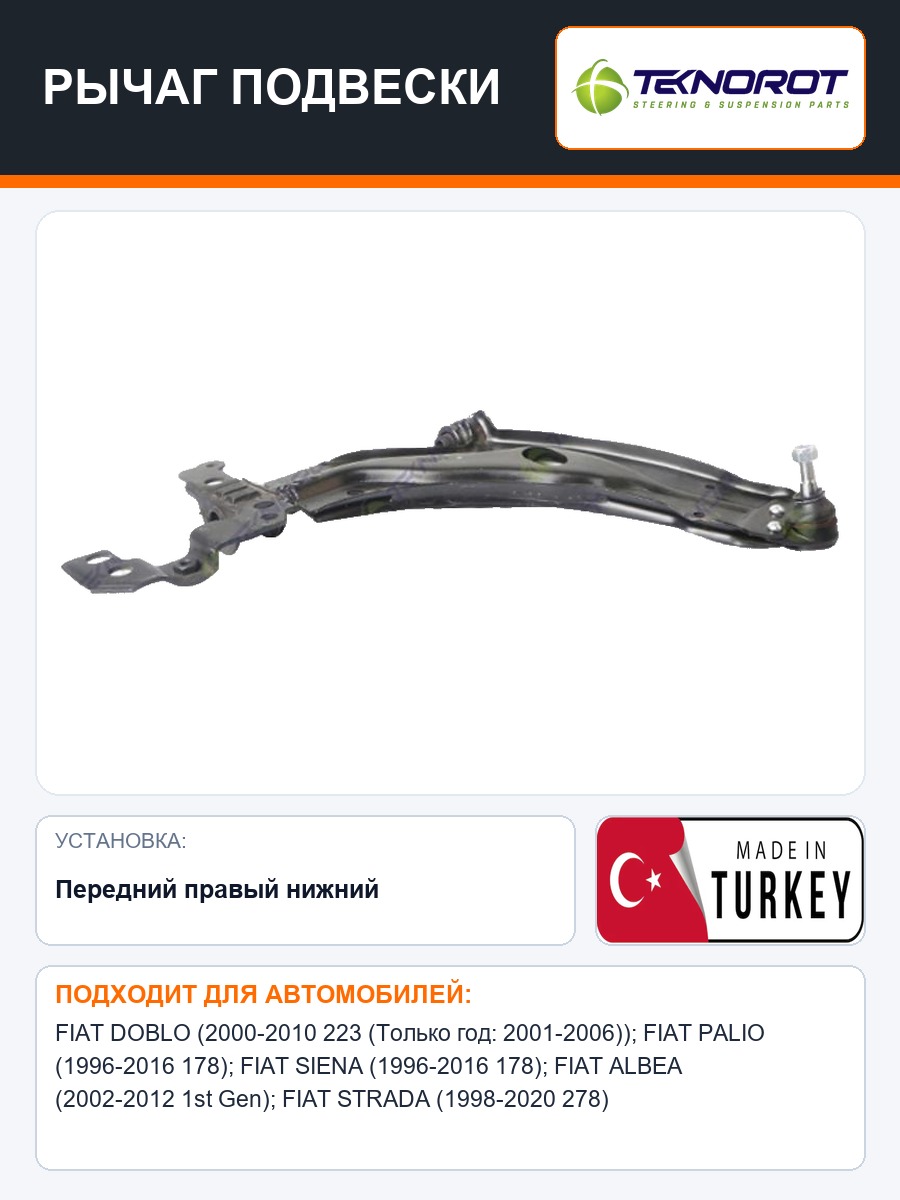 РЫЧАГ ПОДВЕСКИ
TEKNOROT
STEERING & SUSPENSION PARTS
УСТАНОВКА:
Передний правый нижний
MADE IN
TURKEY
ПОДХОДИТ ДЛЯ АВТОМОБИЛЕЙ:
FIAT DOBLO (2000-2010 223 (Только год: 2001-2006)); FIAT PALIO
(1996-2016 178); FIAT SIENA (1996-2016 178); FIAT ALBEA
(2002-2012 1st Gen); FIAT STRADA (1998-2020 278)